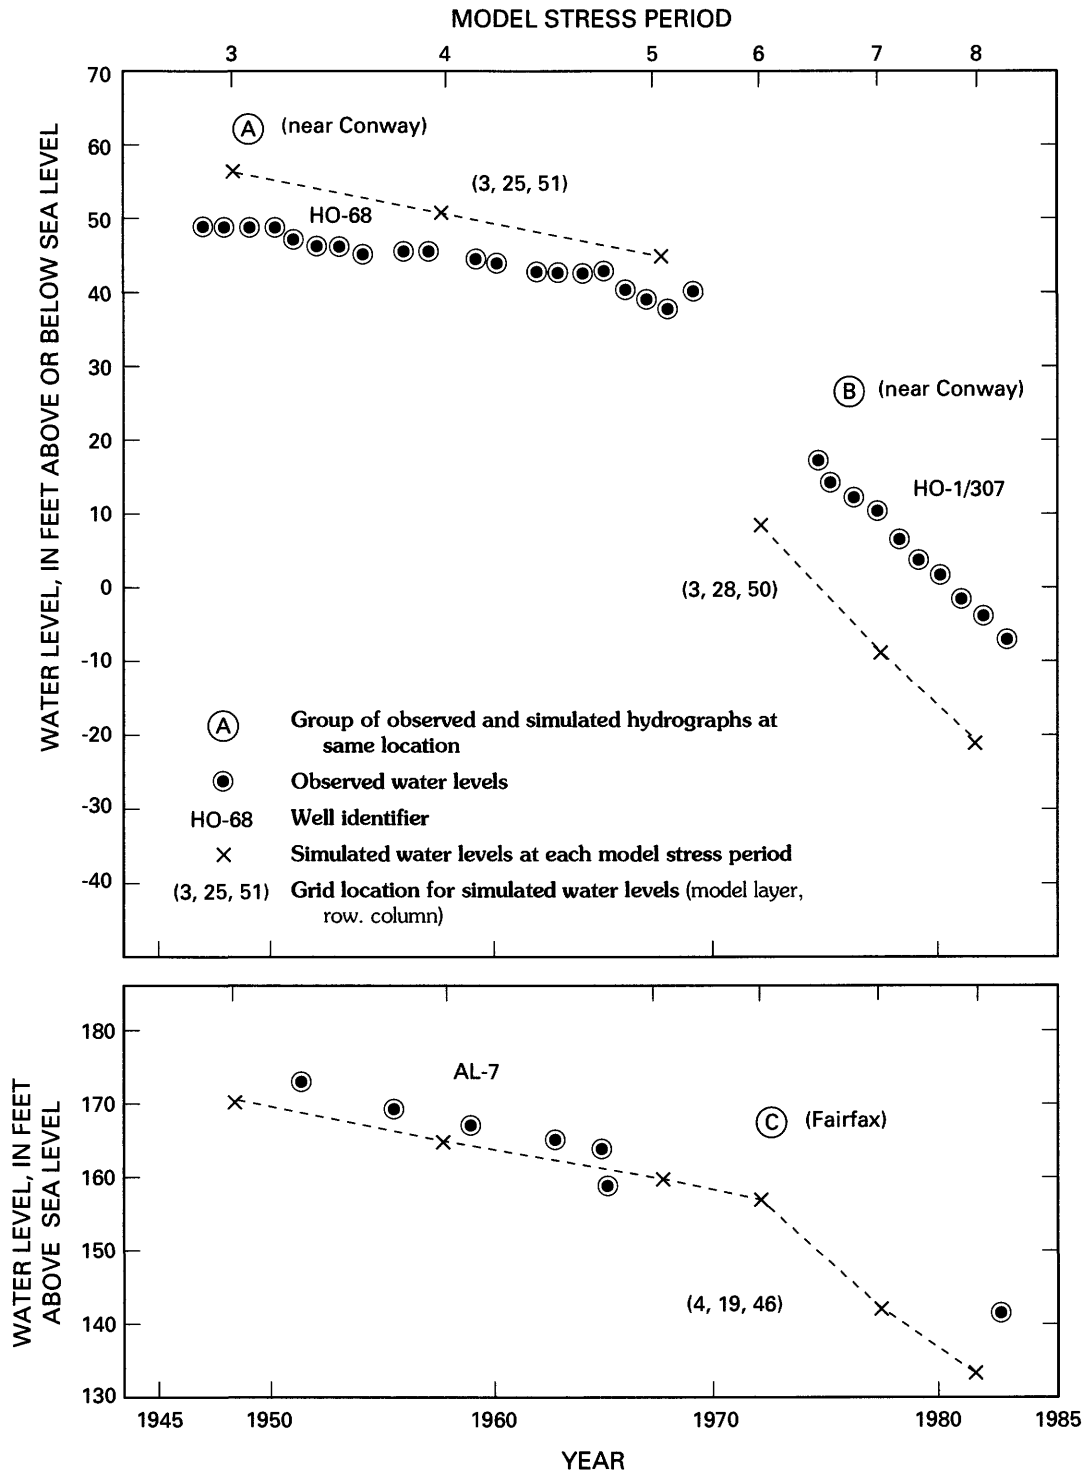 MODEL STRESS PERIOD
3 4 5 6 7 8
WATER LEVEL, IN FEET ABOVE OR BELOW SEA LEVEL
70
60
50
40
30
20
10
0
-10
-20
-30
-40
A (near Conway)
(3, 25, 51)
HO-68
B (near Conway)
HO-1/307
(3, 28, 50)
A Group of observed and simulated hydrographs at
same location
Observed water levels
HO-68 Well identifier
Simulated water levels at each model stress period
(3, 25, 51) Grid location for simulated water levels (model layer,
row. column)
WATER LEVEL, IN FEET
ABOVE SEA LEVEL
180
170
160
150
140
130
AL-7
C (Fairfax)
(4, 19, 46)
1945 1950 1960 1970 1980 1985
YEAR